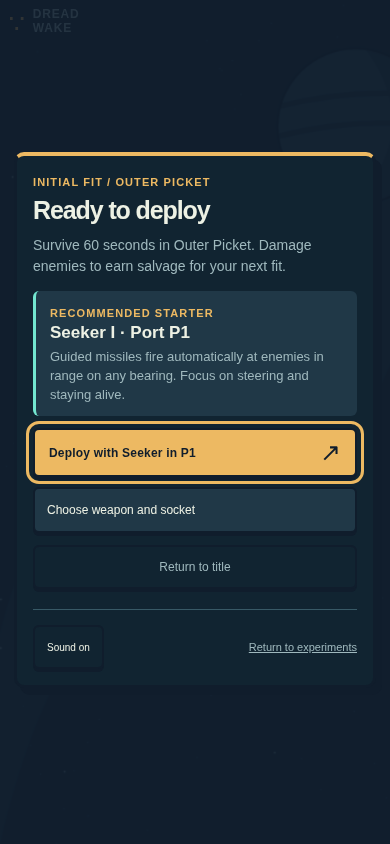 DREAD
WAKE
INITIAL FIT / OUTER PICKET
Ready to deploy
Survive 60 seconds in Outer Picket. Damage
enemies to earn salvage for your next fit.
RECOMMENDED STARTER
Seeker I · Port P1
Guided missiles fire automatically at enemies in
range on any bearing. Focus on steering and
staying alive.
Deploy with Seeker in P1
Choose weapon and socket
Return to title
Sound on
Return to experiments